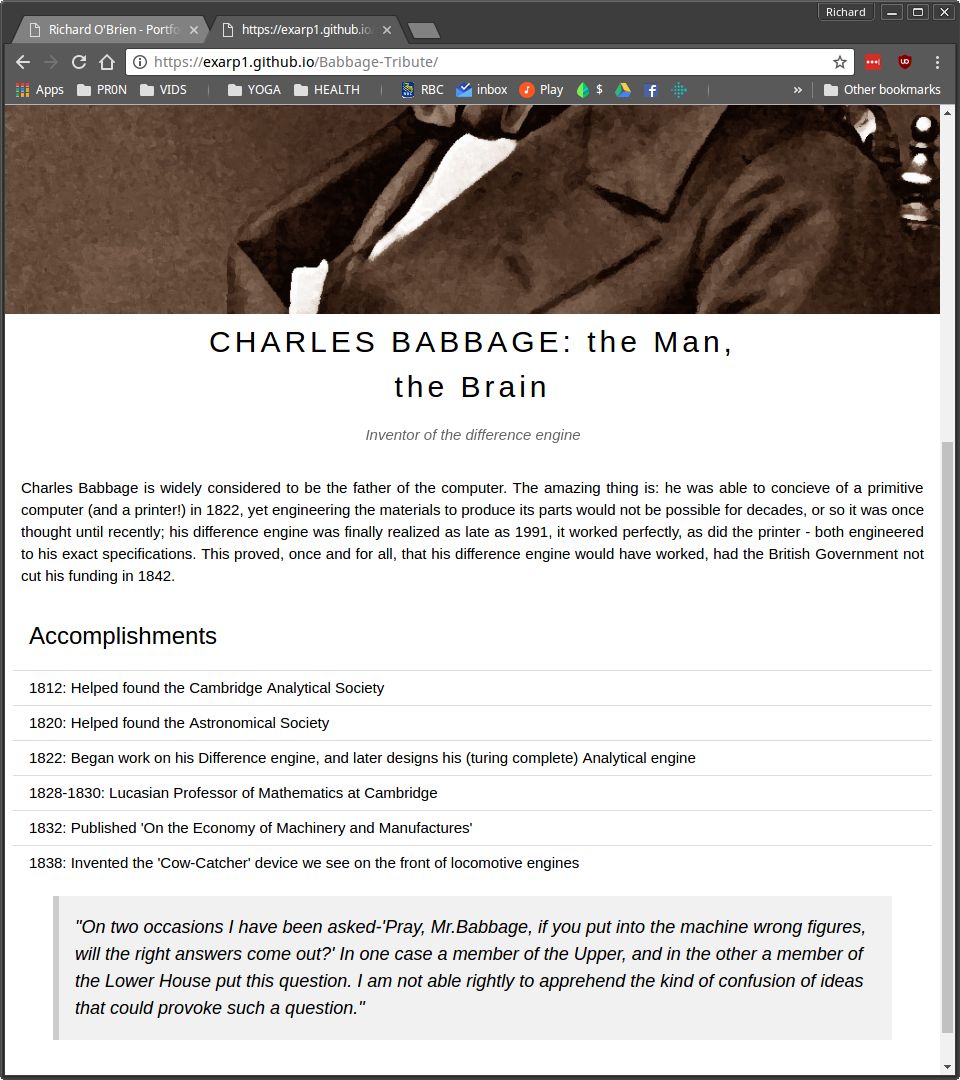 Richard
Richard O'Brien - Portfo
https://exarp1.github.io
https://exarp1.github.io/Babbage-Tribute/
Apps PR0N VIDS YOGA HEALTH RBC inbox Play $ » Other bookmarks
CHARLES BABBAGE: the Man,
the Brain
Inventor of the difference engine
Charles Babbage is widely considered to be the father of the computer. The amazing thing is: he was able to concieve of a primitive
computer (and a printer!) in 1822, yet engineering the materials to produce its parts would not be possible for decades, or so it was once
thought until recently; his difference engine was finally realized as late as 1991, it worked perfectly, as did the printer - both engineered
to his exact specifications. This proved, once and for all, that his difference engine would have worked, had the British Government not
cut his funding in 1842.
Accomplishments
1812: Helped found the Cambridge Analytical Society
1820: Helped found the Astronomical Society
1822: Began work on his Difference engine, and later designs his (turing complete) Analytical engine
1828-1830: Lucasian Professor of Mathematics at Cambridge
1832: Published 'On the Economy of Machinery and Manufactures'
1838: Invented the 'Cow-Catcher' device we see on the front of locomotive engines
"On two occasions I have been asked-'Pray, Mr.Babbage, if you put into the machine wrong figures,
will the right answers come out?' In one case a member of the Upper, and in the other a member of
the Lower House put this question. I am not able rightly to apprehend the kind of confusion of ideas
that could provoke such a question."